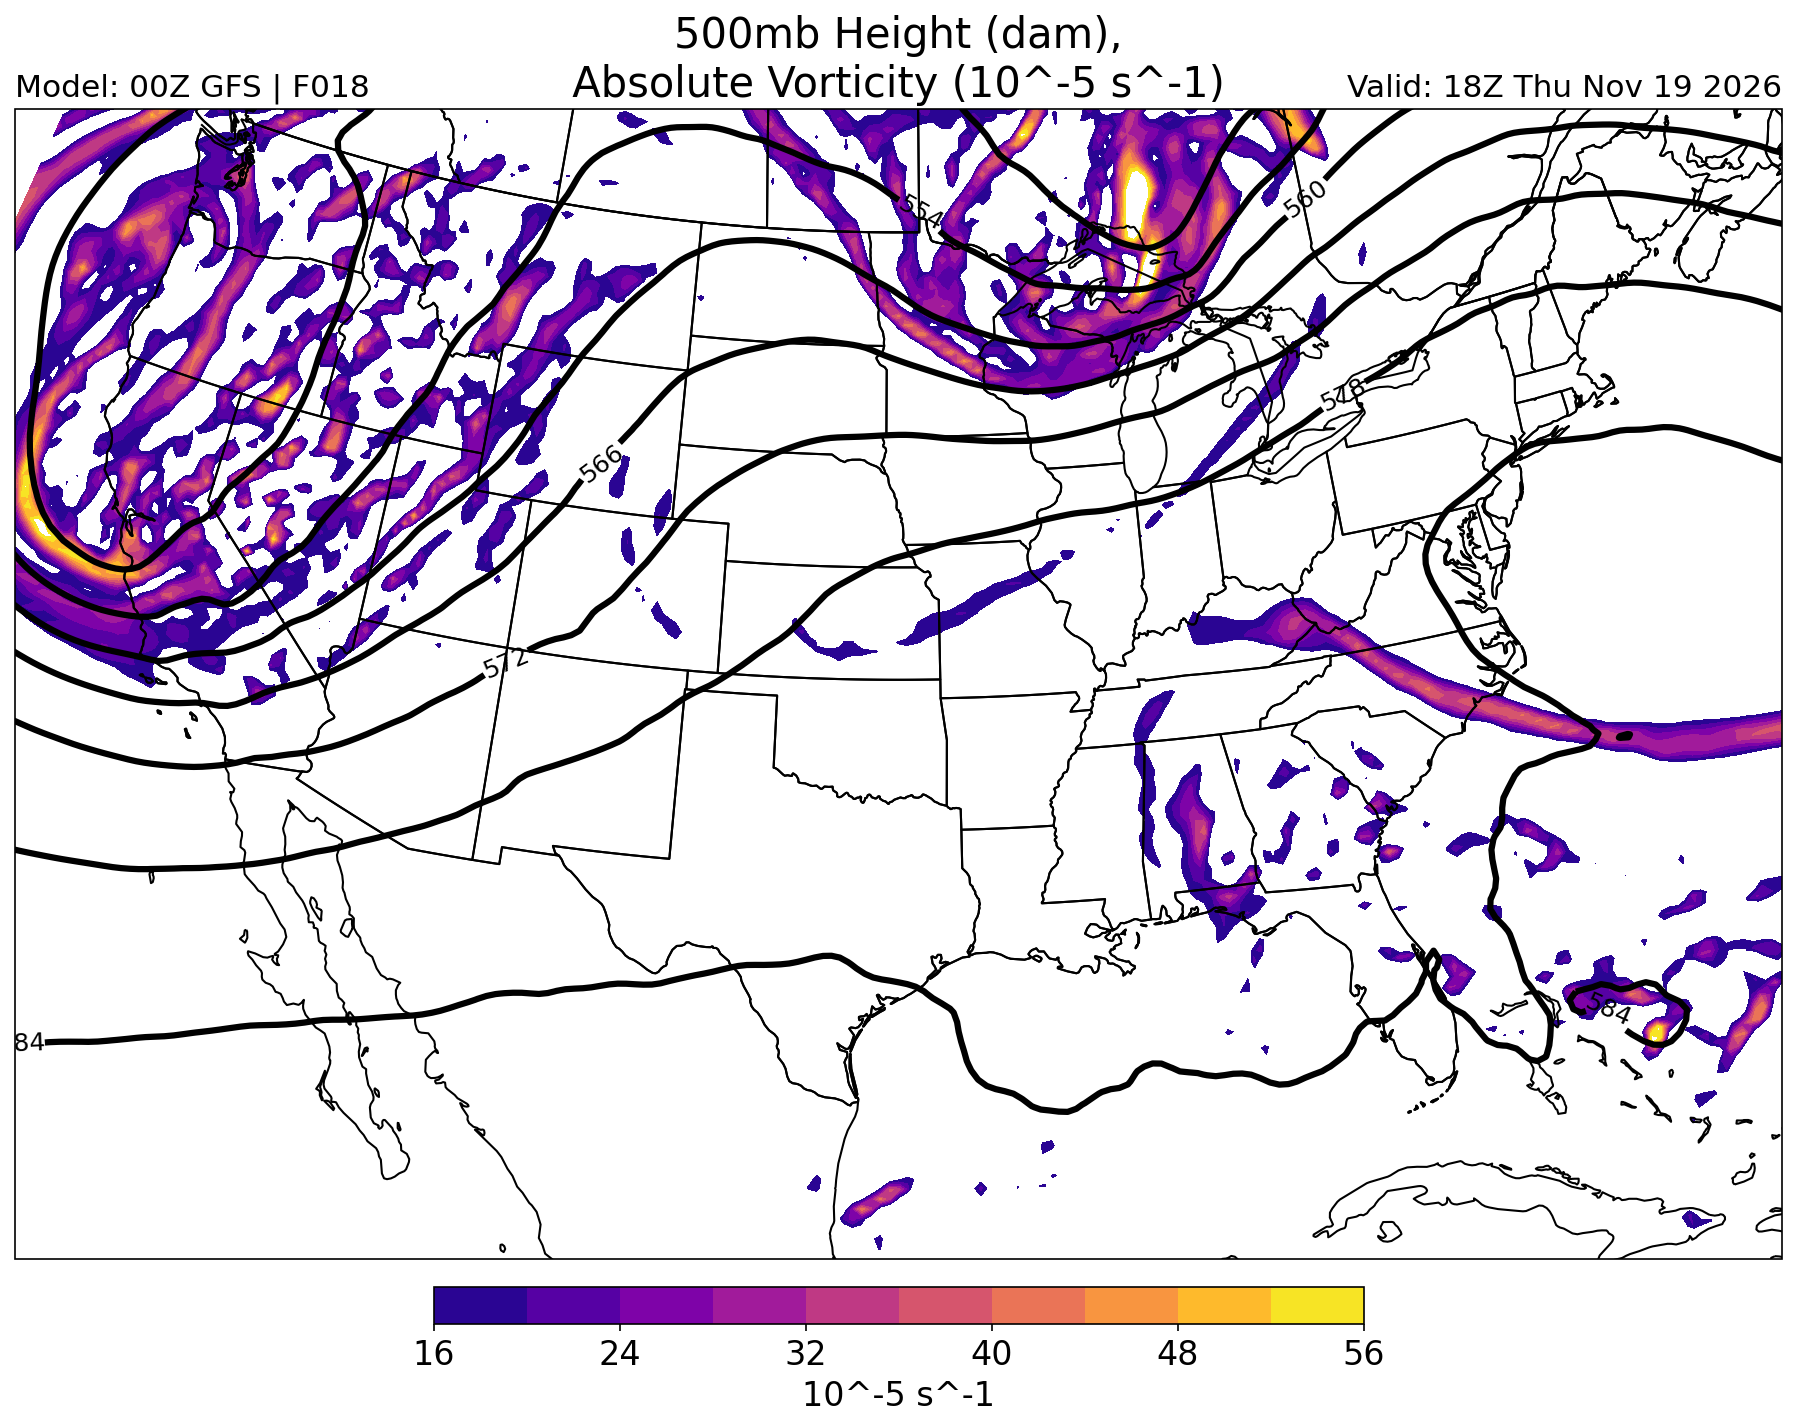 500mb Height (dam),
Model: 00Z GFS | F018
Absolute Vorticity (10^-5 s^-1)
Valid: 18Z Thu Nov 19 2026
554
560
578
566
572
584
84
16
24
32
40
48
56
10^-5 s^-1